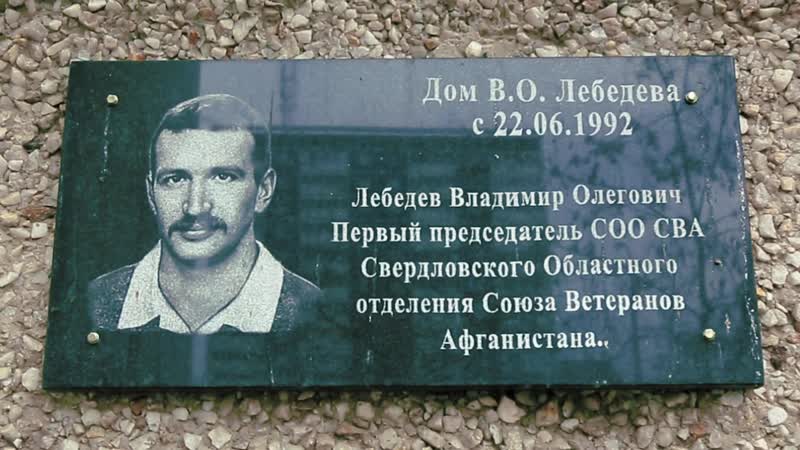 Дом В.О. Лебедева
с 22.06.1992
Лебедев Владимир Олегович
Первый председатель СОО СВА
Свердловского Областного
отделения Союза Ветеранов
Афганистана.